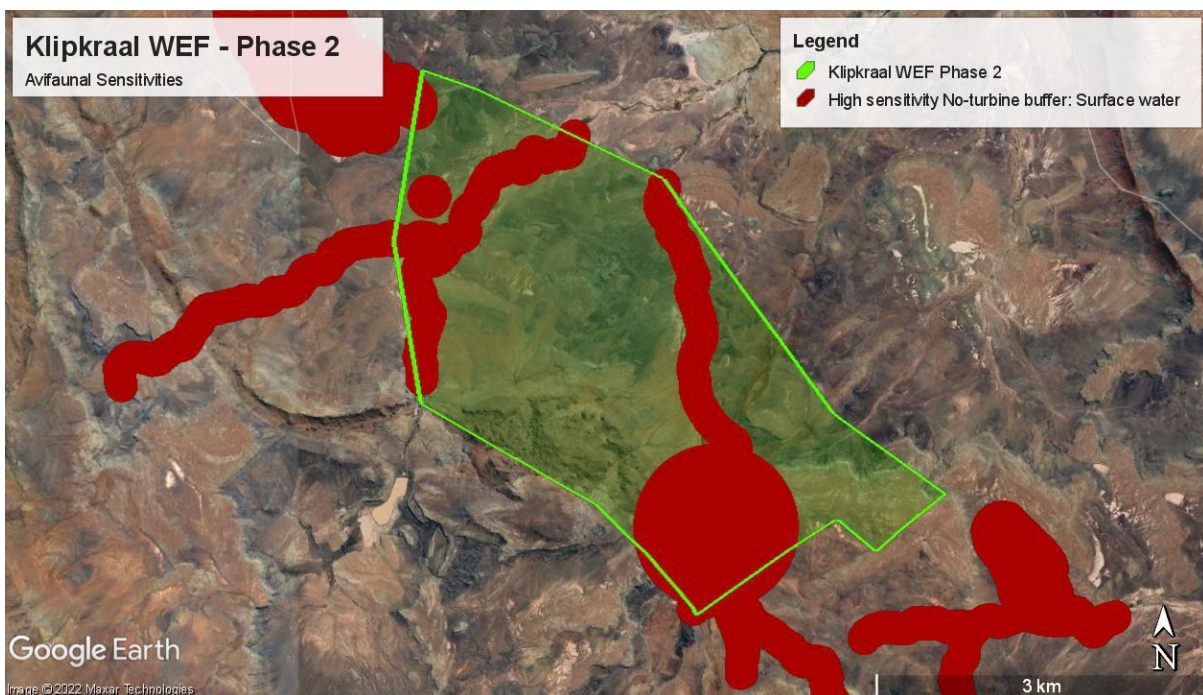 Klipkraal WEF - Phase 2
Avifaunal Sensitivities
Legend
Klipkraal WEF Phase 2
High sensitivity No-turbine buffer: Surface water
Google Earth
Image © 2022 Maxar Technologies
3 km
N